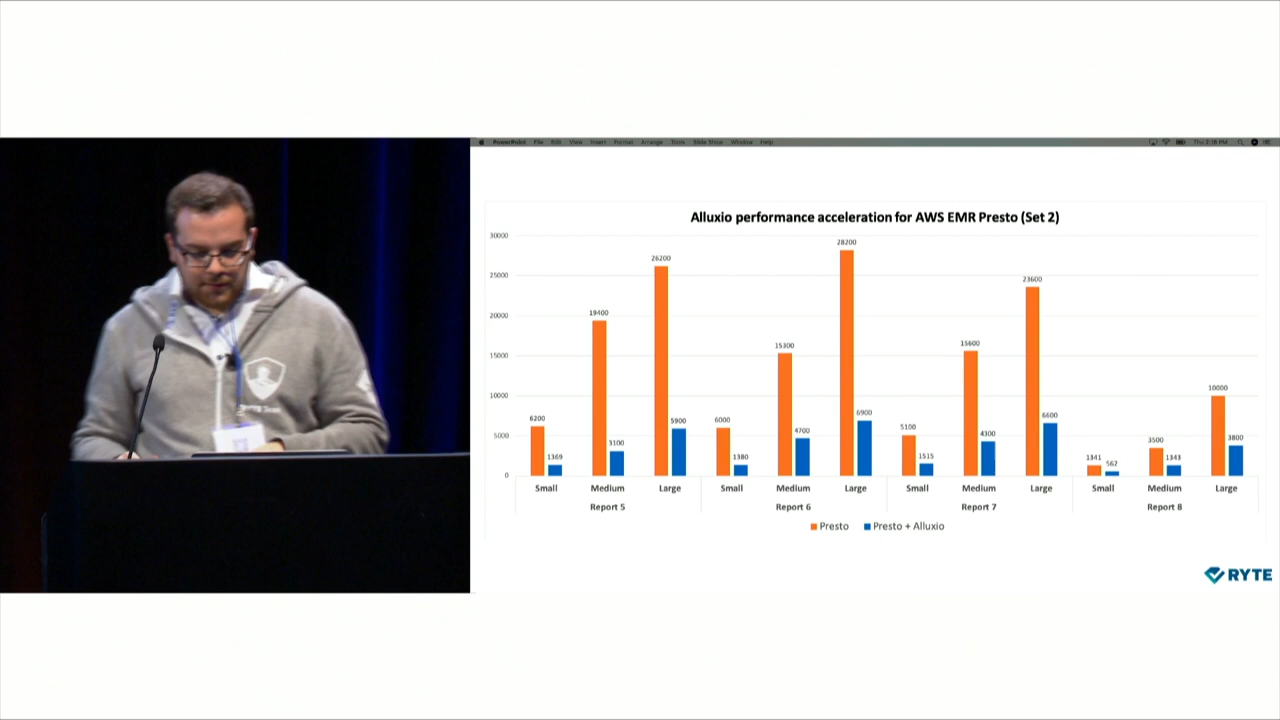 PowerPoint File Edit View Insert Format Arrange Tools Slide Show Window Help Thu 2:18 PM
Alluxio performance acceleration for AWS EMR Presto (Set 2)
30000
25000
20000
15000
10000
5000
0
6200 1369 19400 3100 26200 5900
6000 1380 15300 4700 28200 6900
5100 1515 15600 4300 23600 6600
1341 562 3500 1343 10000 3800
Small Medium Large Small Medium Large Small Medium Large Small Medium Large
Report 5 Report 6 Report 7 Report 8
Presto Presto + Alluxio
RYTE